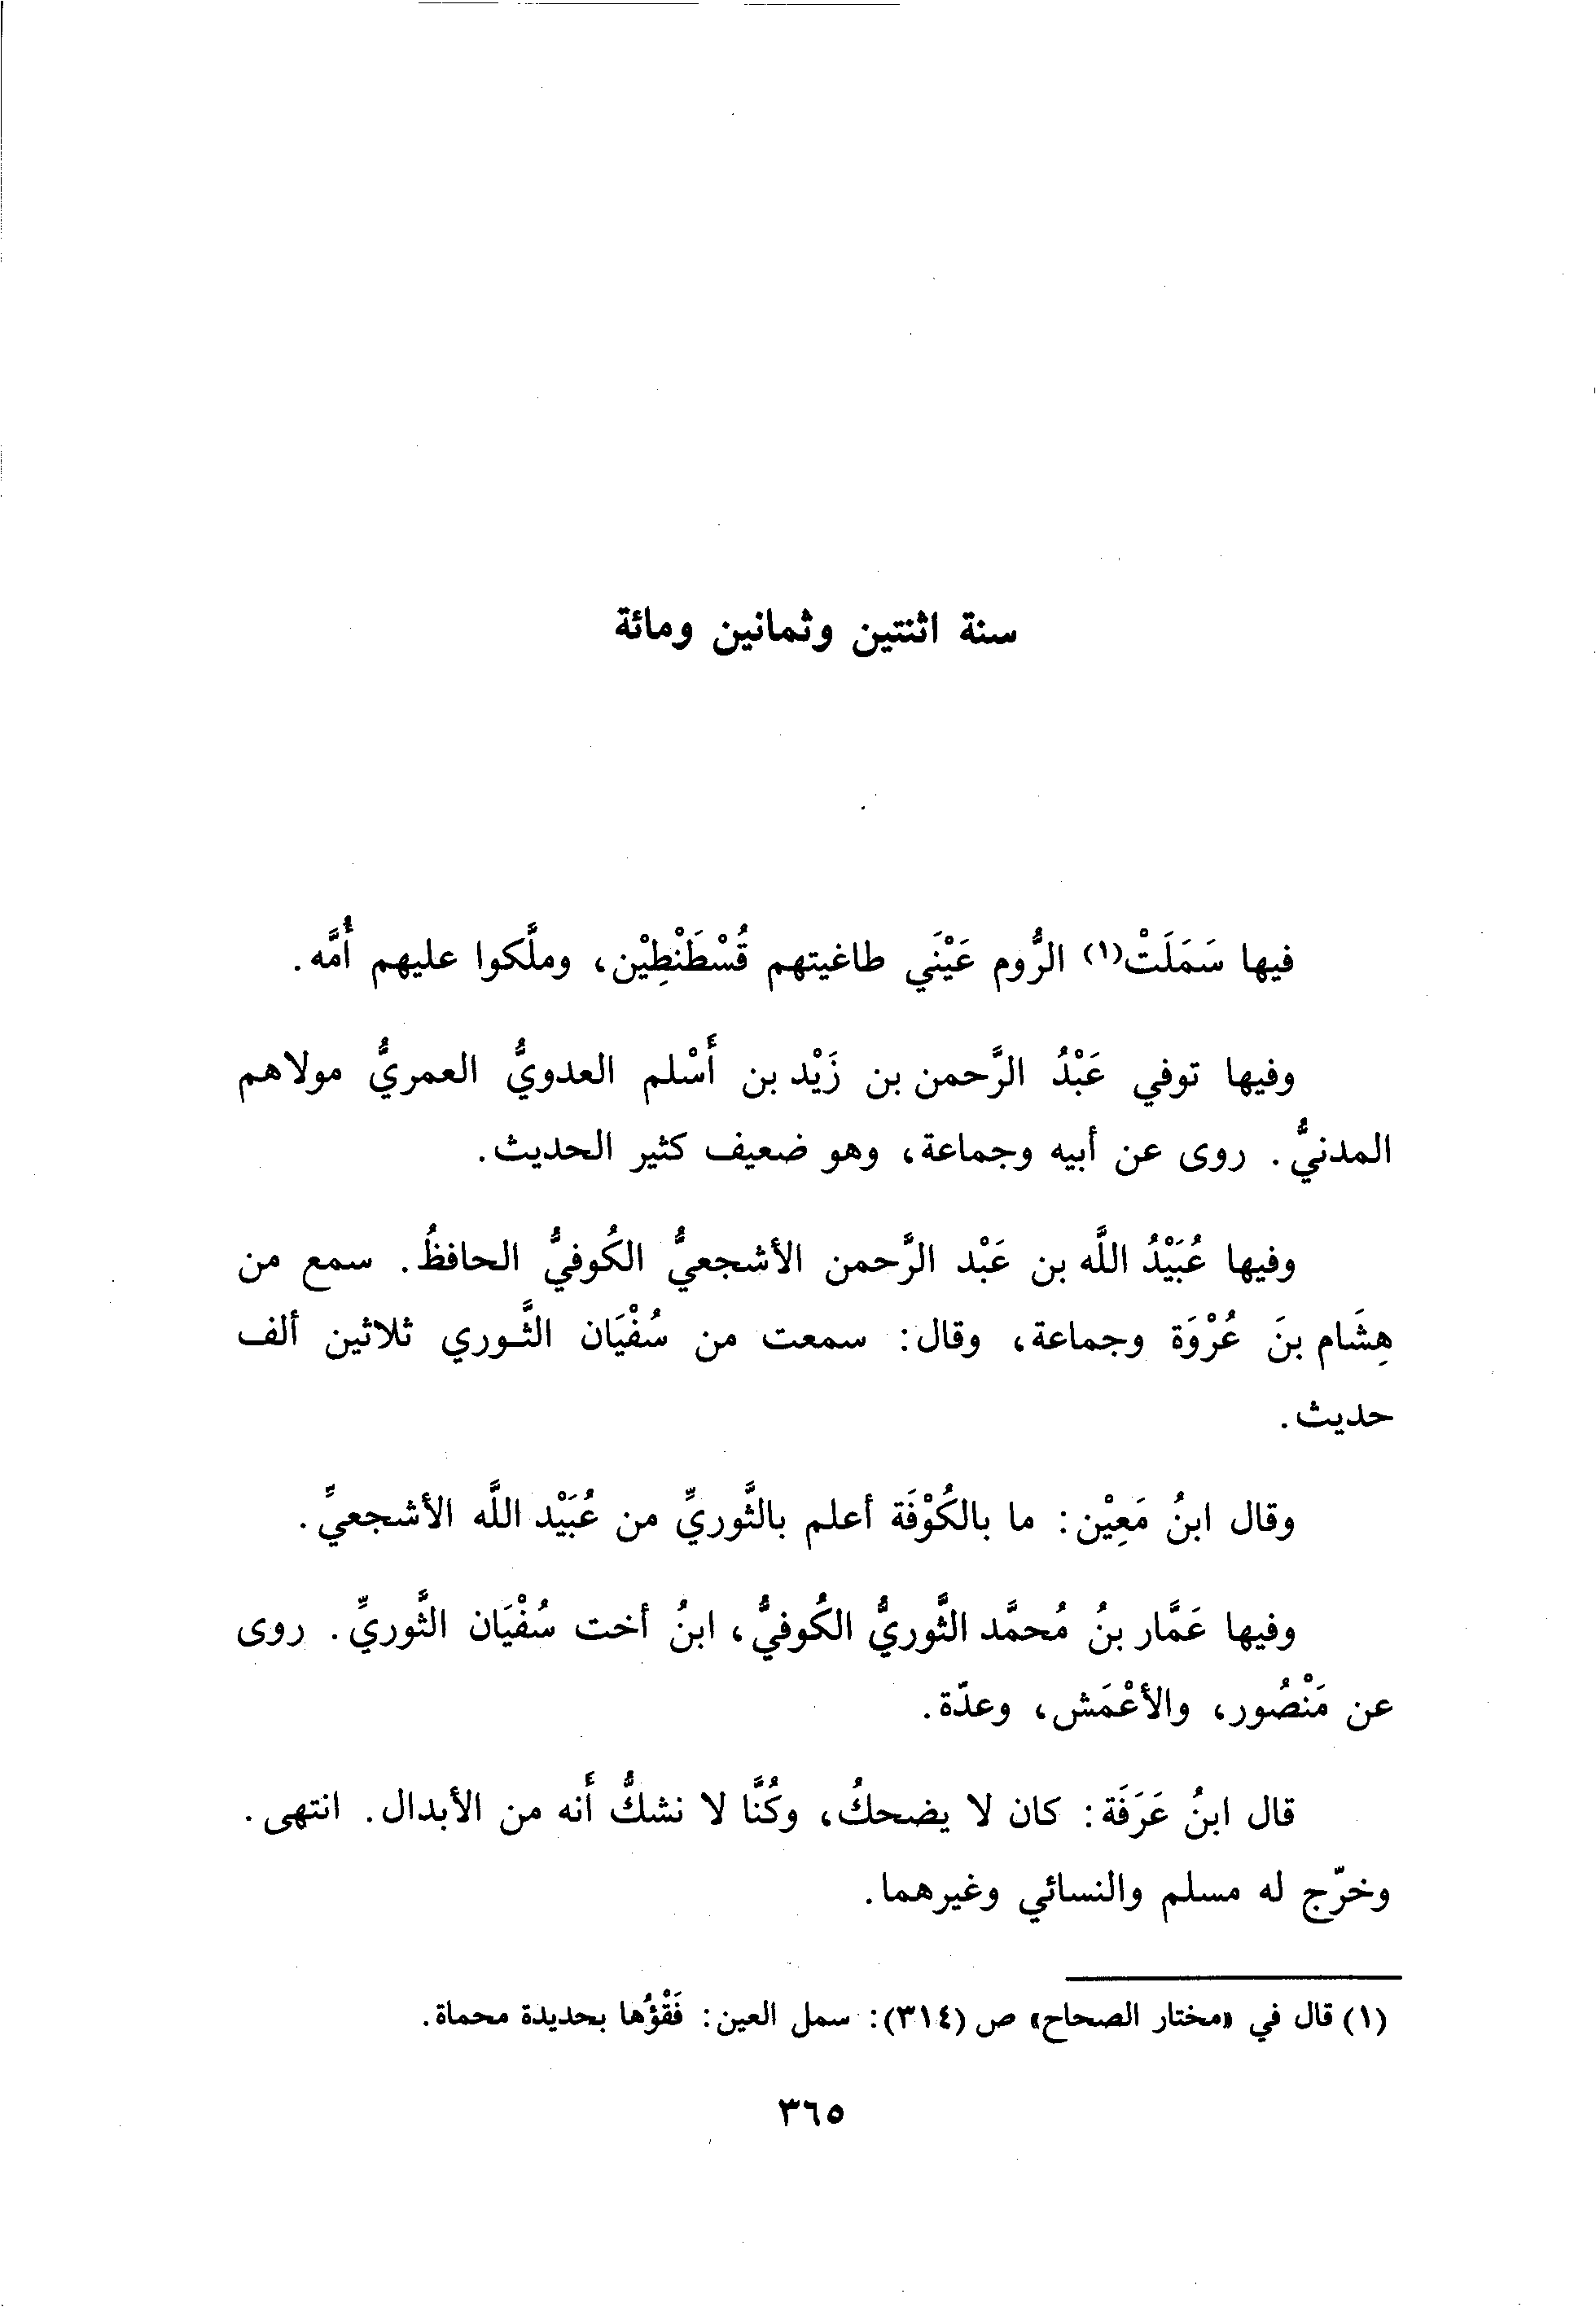 سنة اثنتين وثمانين ومائة
فيها سَمَلَتْ(١) الرُّوم عَيْنَي طاغيتهم قُسْطَنْطِيْن، وملَّكوا عليهم أُمَّه.
وفيها توفي عَبْدُ الرَّحمن بن زَيْد بن أَسْلم العدويُّ العمريُّ مولاهم
المدنيُّ. روى عن أبيه وجماعة، وهو ضعيف كثير الحديث.
وفيها عُبَيْدُ اللَّه بن عَبْد الرَّحمن الأشجعيُّ الكُوفيُّ الحافظُ. سمع من
هِشَام بنَ عُرْوَة وجماعة، وقال: سمعت من سُفْيَان الثَّوري ثلاثين ألف
حديث.
وقال ابنُ مَعِيْن: ما بالكُوْفَة أعلم بالثَّوريِّ من عُبَيْد اللَّه الأشجعيِّ.
وفيها عَمَّار بنُ مُحمَّد الثَّوريُّ الكُوفيُّ، ابنُ أخت سُفْيَان الثَّوريِّ. روى
عن مَنْصُور، والأعْمَش، وعدّة.
قال ابنُ عَرَفَة: كان لا يضحكُ، وكُنَّا لا نشكُّ أَنه من الأبدال. انتهى.
وخرّج له مسلم والنسائي وغيرهما.
(١) قال في «مختار الصحاح» ص (٣١٤): سمل العين: فَقْؤُها بحديدة محماة.
٣٦٥